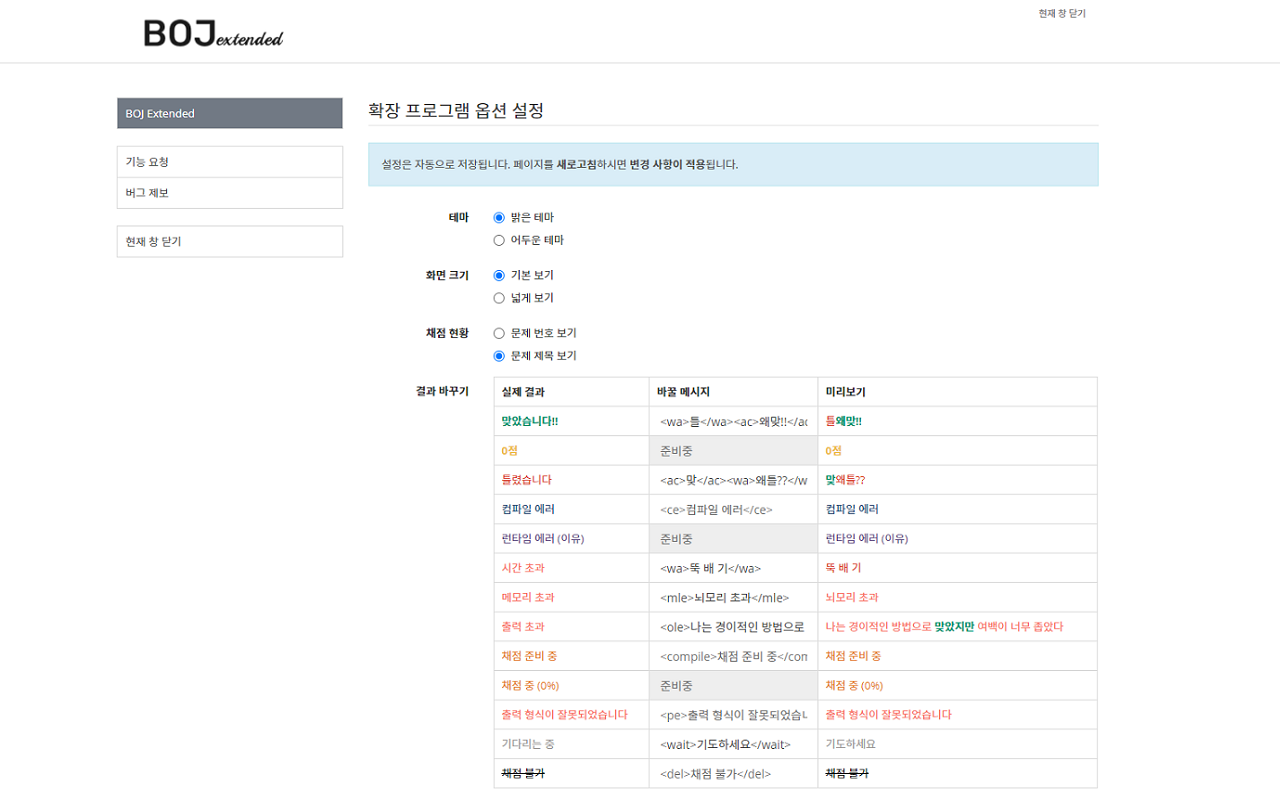 현재 창 닫기
BOJ extended
BOJ Extended
기능 요청
버그 제보
현재 창 닫기
확장 프로그램 옵션 설정
설정은 자동으로 저장됩니다. 페이지를 새로고침하시면 변경 사항이 적용됩니다.
테마 밝은 테마
어두운 테마
화면 크기 기본 보기
넓게 보기
채점 현황 문제 번호 보기
문제 제목 보기
결과 바꾸기 실제 결과 바꿀 메시지 미리보기
맞았습니다!! <wa>틀</wa><ac>왜맞!!</ac 틀왜맞!!
0점 준비중 0점
틀렸습니다 <ac>맞</ac><wa>왜틀??</w 맞왜틀??
컴파일 에러 <ce>컴파일 에러</ce> 컴파일 에러
런타임 에러 (이유) 준비중 런타임 에러 (이유)
시간 초과 <wa>뚝 배 기</wa> 뚝 배 기
메모리 초과 <mle>뇌모리 초과</mle> 뇌모리 초과
출력 초과 <ole>나는 경이적인 방법으로 나는 경이적인 방법으로 맞았지만 여백이 너무 좁았다
채점 준비 중 <compile>채점 준비 중</com 채점 준비 중
채점 중 (0%) 준비중 채점 중 (0%)
출력 형식이 잘못되었습니다 <pe>출력 형식이 잘못되었습니 출력 형식이 잘못되었습니다
기다리는 중 <wait>기도하세요</wait> 기도하세요
채점 불가 <del>채점 불가</del> 채점 불가